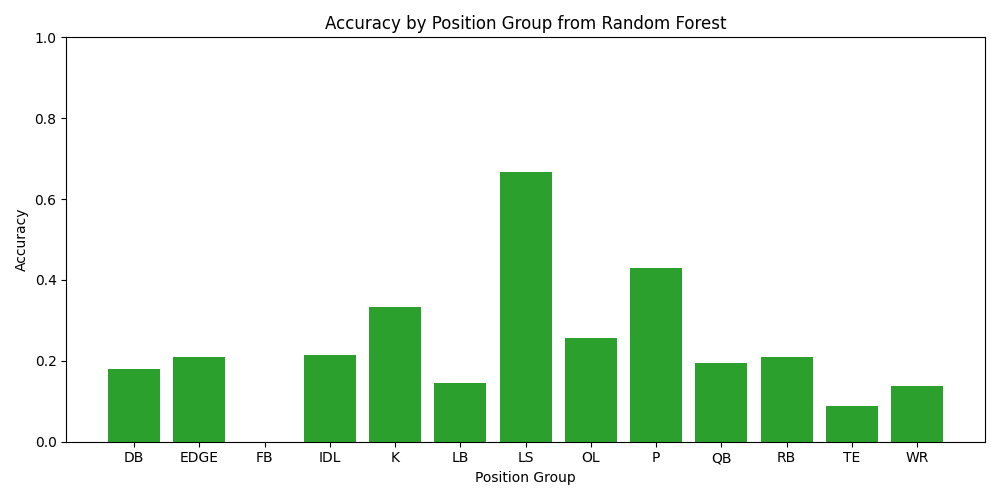 Accuracy by Position Group from Random Forest
1.0
0.8
0.6
0.4
0.2
0.0
Accuracy
DB EDGE FB IDL K LB LS OL P QB RB TE WR
Position Group